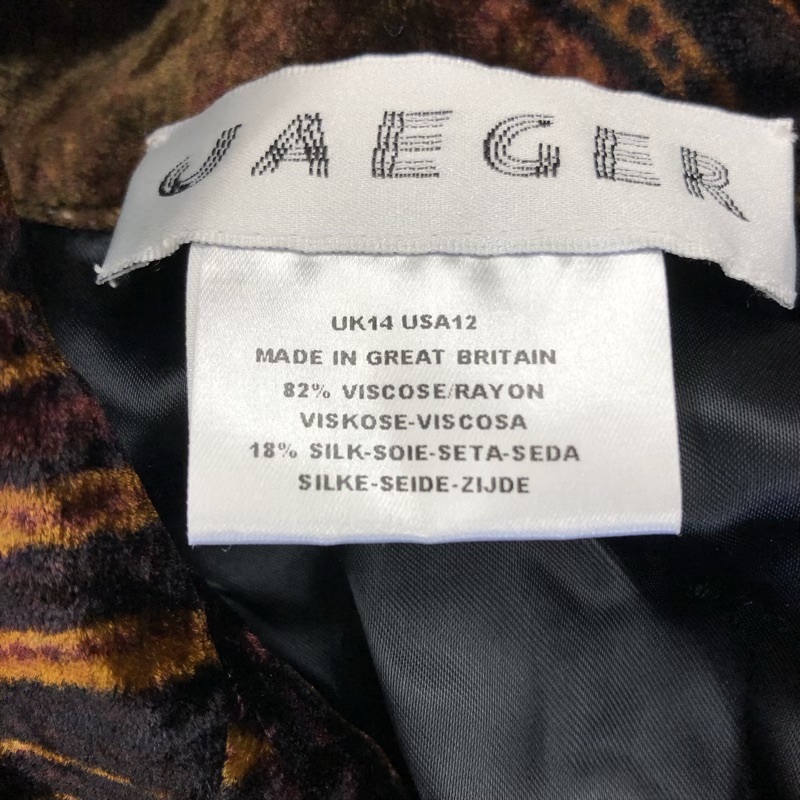 JAEGER
UK14 USA12
MADE IN GREAT BRITAIN
82% VISCOSE/RAYON
VISKOSE-VISCOSA
18% SILK-SOIE-SETA-SEDA
SILKE-SEIDE-ZIJDE